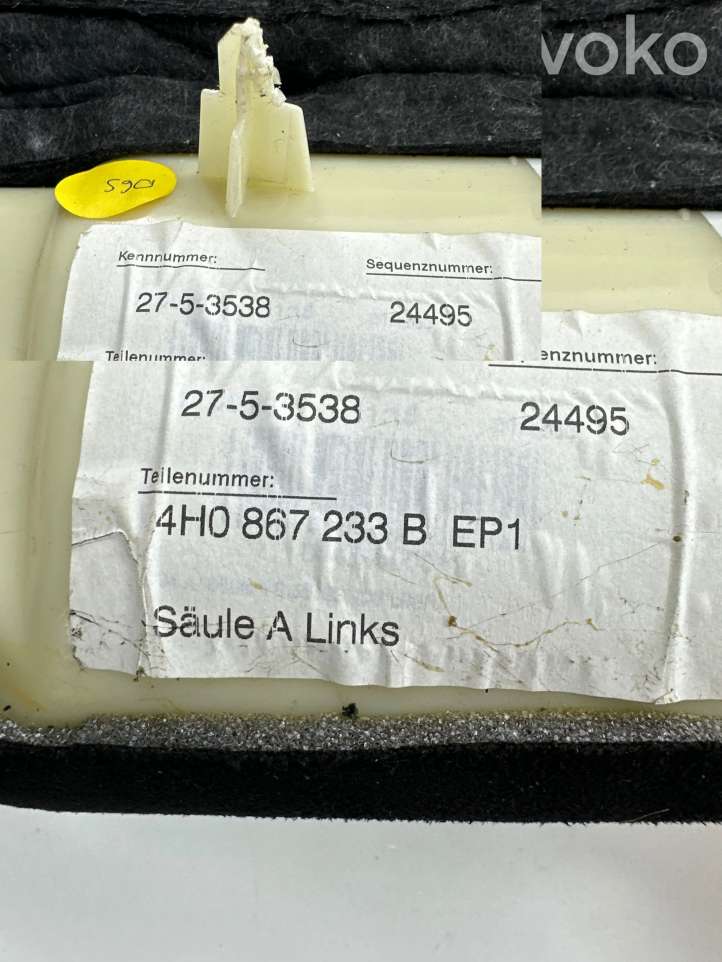 voko
Kennnummer:
Sequenznummer:
27-5-3538
24495
Teilenummer:
enznummer:
27-5-3538
24495
Teilenummer:
4H0 867 233 B EP1
Säule A Links